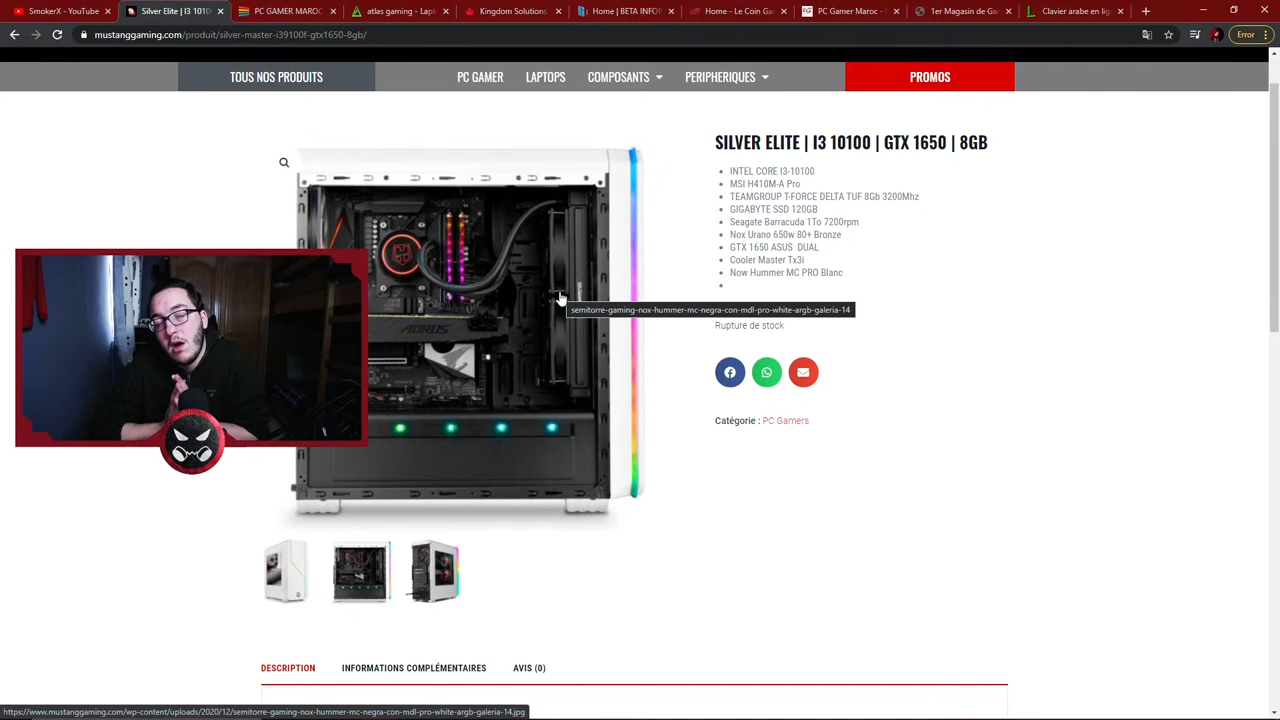 SmokerX - YouTube
Silver Elite | I3 1010
PC GAMER MAROC
atlas gaming - Lapt
Kingdom Solutions
Home | BETA INFOR
Home - Le Coin Ga
PC Gamer Maroc -
1er Magasin de Ga
Clavier arabe en lig
mustanggaming.com/produit/silver-master-i39100f-gtx1650-8gb/
Error
TOUS NOS PRODUITS
PC GAMER
LAPTOPS
COMPOSANTS
PERIPHERIQUES
PROMOS
SILVER ELITE | I3 10100 | GTX 1650 | 8GB
INTEL CORE I3-10100
MSI H410M-A Pro
TEAMGROUP T-FORCE DELTA TUF 8Gb 3200Mhz
GIGABYTE SSD 120GB
Seagate Barracuda 1To 7200rpm
Nox Urano 650w 80+ Bronze
GTX 1650 ASUS DUAL
Cooler Master Tx3i
Now Hummer MC PRO Blanc
semitorre-gaming-nox-hummer-mc-negra-con-mdl-pro-white-argb-galeria-14
AORUS
Rupture de stock
Catégorie : PC Gamers
DESCRIPTION
INFORMATIONS COMPLÉMENTAIRES
AVIS (0)
https://www.mustanggaming.com/wp-content/uploads/2020/12/semitorre-gaming-nox-hummer-mc-negra-con-mdl-pro-white-argb-galeria-14.jpg